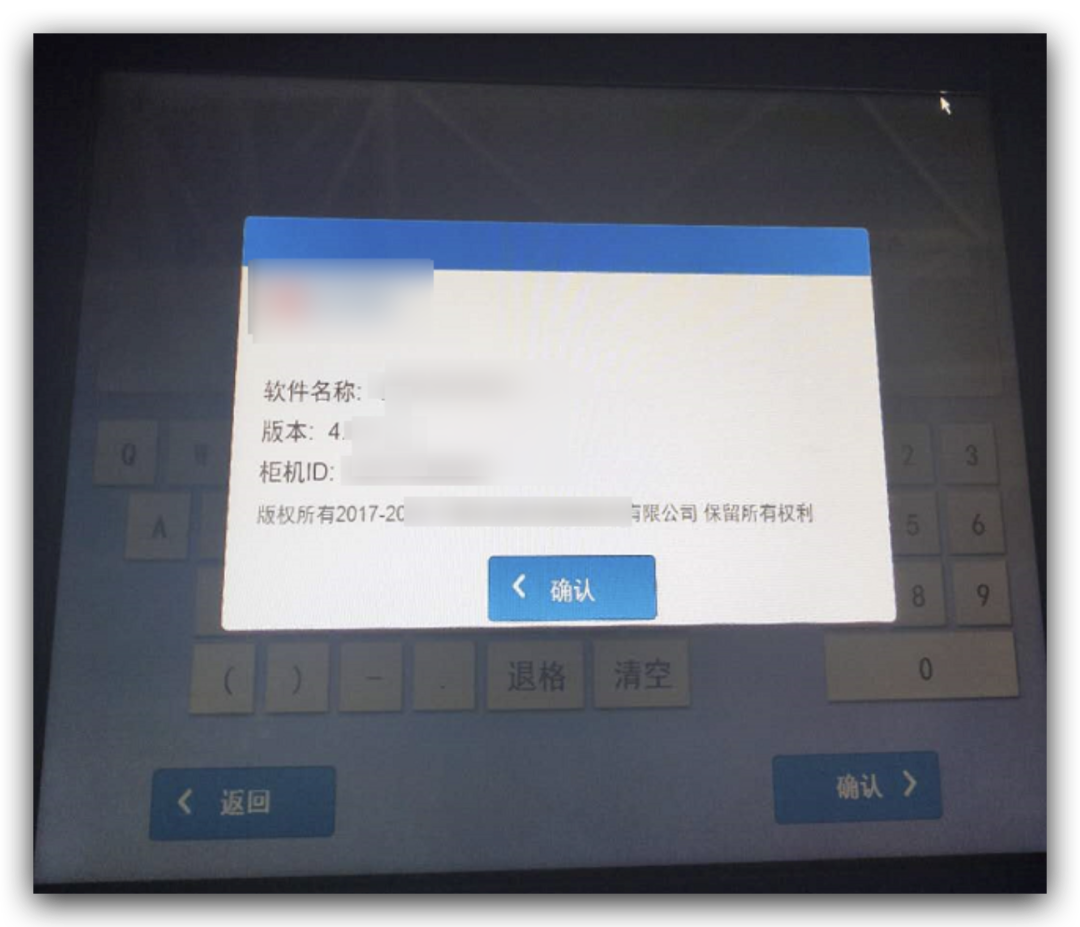 软件名称:
版本: 4.
柜机ID:
版权所有2017-20 有限公司 保留所有权利
确认
Q W 2 3
A 5 6
8 9
( ) - . 退格 清空 0
返回 确认